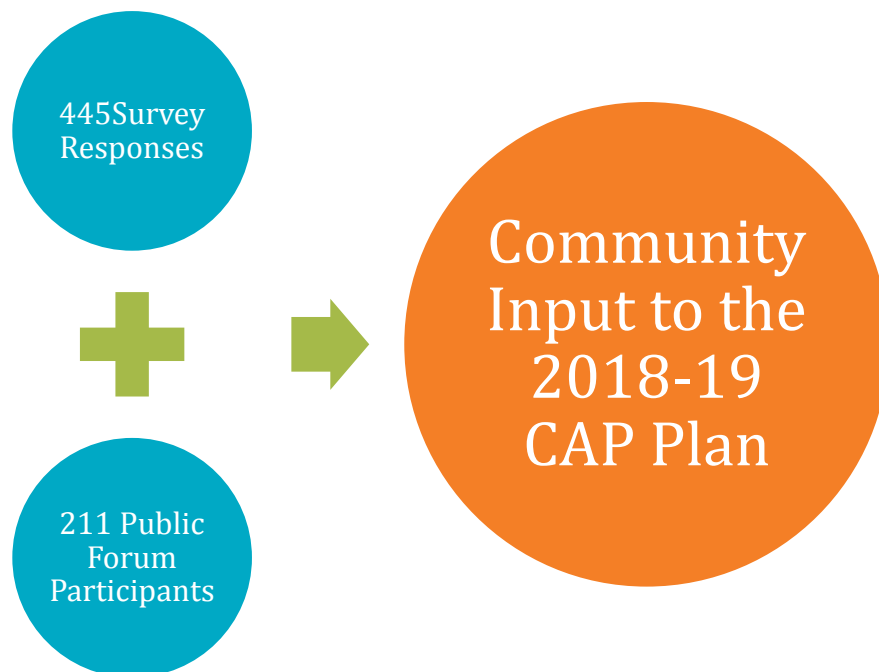 445Survey
Responses
211 Public
Forum
Participants
Community
Input to the
2018-19
CAP Plan